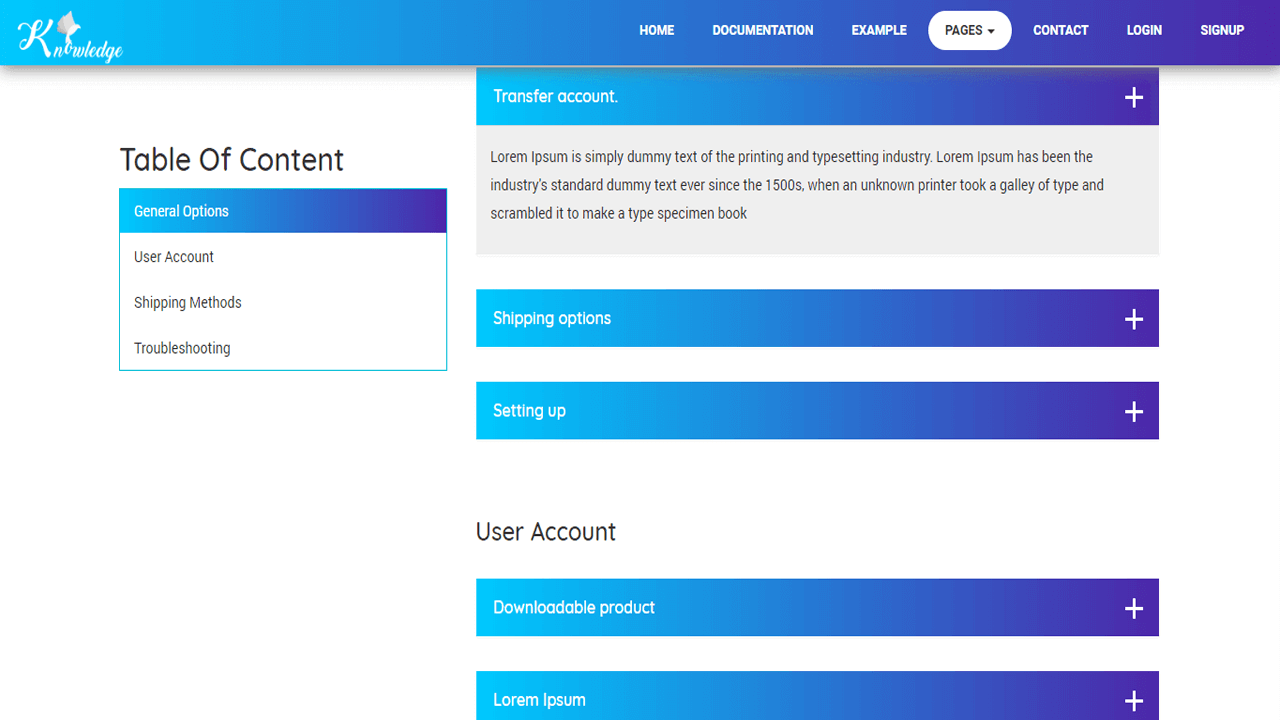 Knowledge
HOME
DOCUMENTATION
EXAMPLE
PAGES
CONTACT
LOGIN
SIGNUP
Table Of Content
General Options
User Account
Shipping Methods
Troubleshooting
Transfer account.
Lorem Ipsum is simply dummy text of the printing and typesetting industry. Lorem Ipsum has been the
industry's standard dummy text ever since the 1500s, when an unknown printer took a galley of type and
scrambled it to make a type specimen book
Shipping options
Setting up
User Account
Downloadable product
Lorem Ipsum